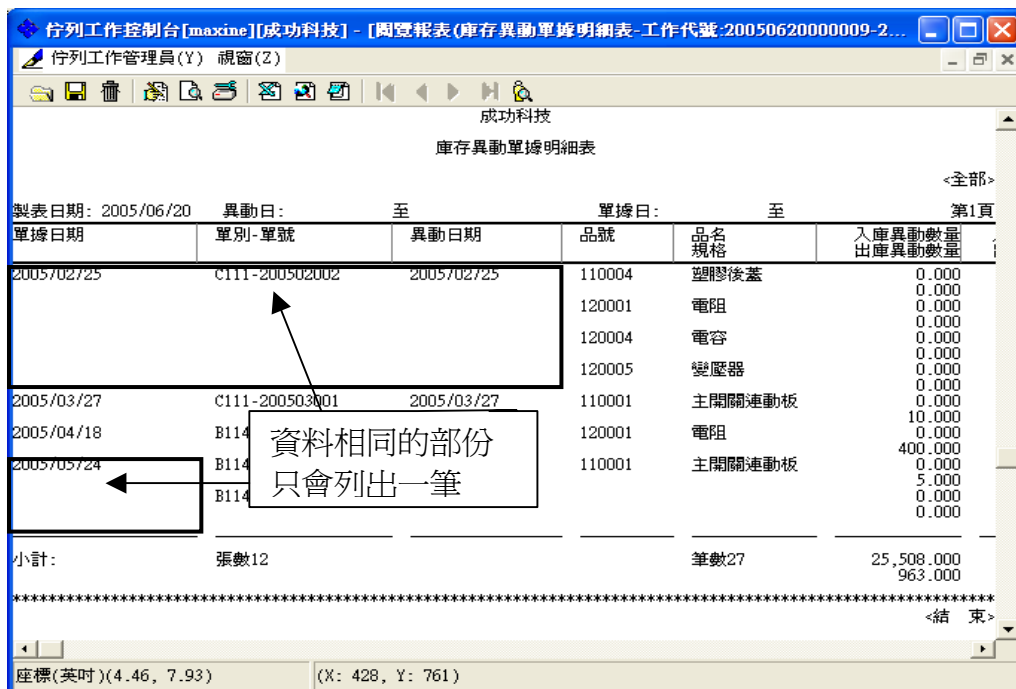 佇列工作控制台[maxine][成功科技] - [閱覽報表(庫存異動單據明細表-工作代號:20050620000009-2...
佇列工作管理員(Y) 視窗(Z)
成功科技
庫存異動單據明細表
<全部>
製表日期: 2005/06/20 異動日: 至 單據日: 至 第1頁
單據日期 單別-單號 異動日期 品號 品名 入庫異動數量
規格 出庫異動數量
2005/02/25 C111-200502002 2005/02/25 110004 塑膠後蓋 0.000
0.000
120001 電阻 0.000
0.000
120004 電容 0.000
0.000
120005 變壓器 0.000
0.000
2005/03/27 C111-200503001 2005/03/27 110001 主開關連動板 0.000
10.000
2005/04/18 B114 120001 電阻 0.000
400.000
2005/05/24 B114 110001 主開關連動板 0.000
5.000
B114 0.000
0.000
資料相同的部份
只會列出一筆
小計: 張數12 筆數27 25,508.000
963.000
************************************************************
<結 束>
座標(英吋)(4.46, 7.93) (X: 428, Y: 761)